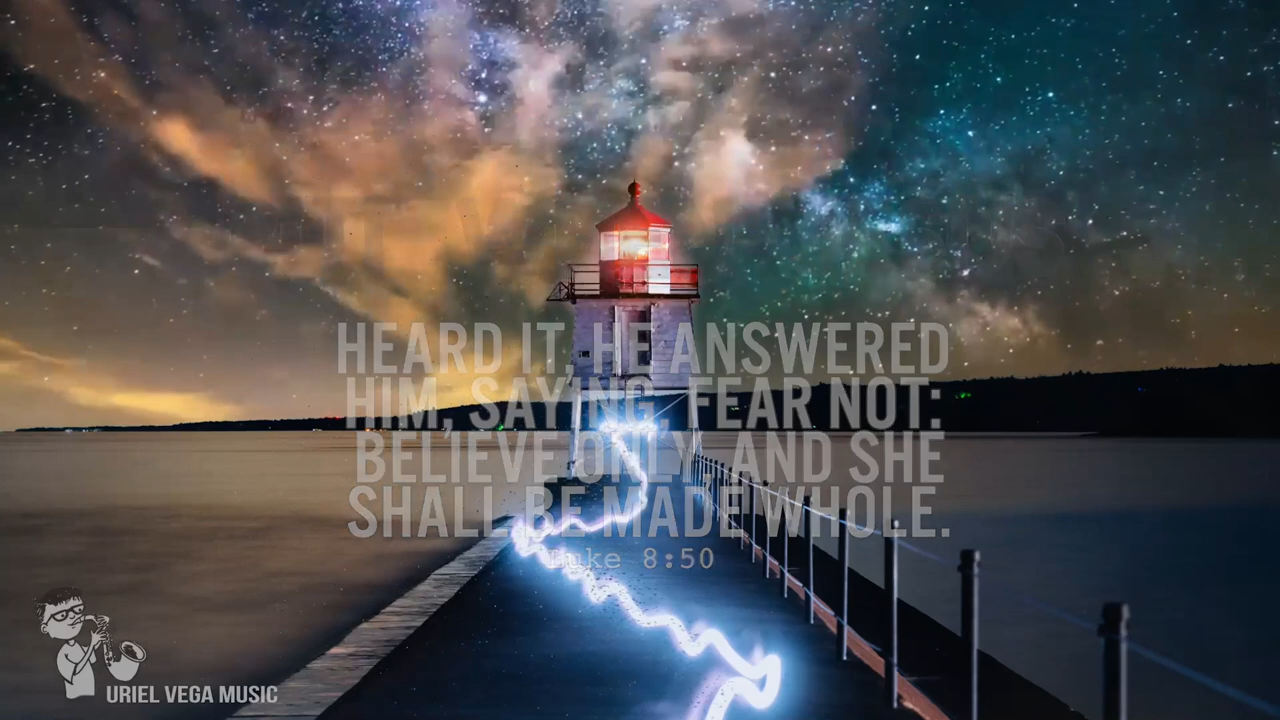 HEARD IT, HE ANSWERED
HIM, SAYING, FEAR NOT:
BELIEVE ONLY, AND SHE
SHALL BE MADE WHOLE.
Luke 8:50
URIEL VEGA MUSIC